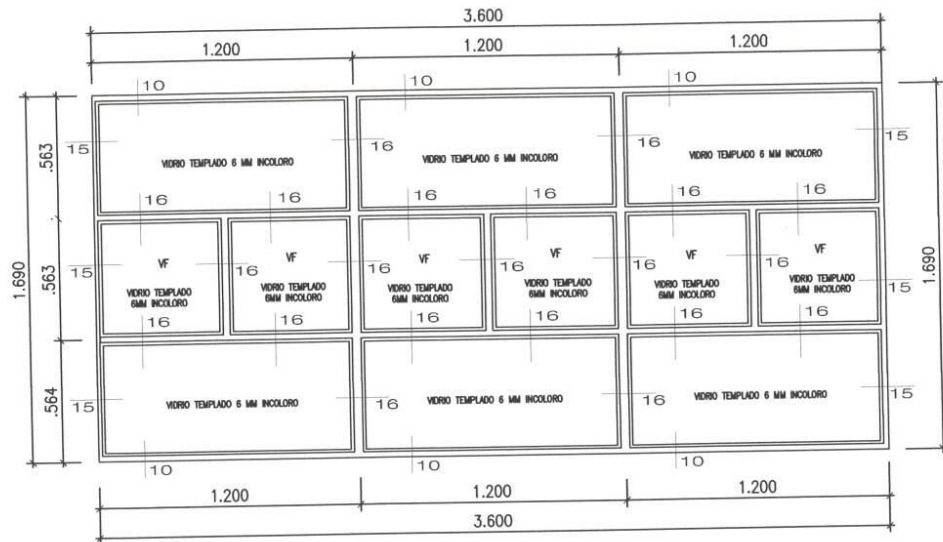 3.600
1.200 1.200 1.200
10 10 10
1.690 .563 15 VIDRIO TEMPLADO 6 MM INCOLORO 16 VIDRIO TEMPLADO 6 MM INCOLORO 16 VIDRIO TEMPLADO 6 MM INCOLORO 15 1.690
16 16 16 16 16 16
.563 15 VF 16 VF 16 VF 16 VF 16 VF 16 VF 15
VIDRIO TEMPLADO VIDRIO TEMPLADO VIDRIO TEMPLADO VIDRIO TEMPLADO VIDRIO TEMPLADO VIDRIO TEMPLADO
6MM INCOLORO 6MM INCOLORO 6MM INCOLORO 6MM INCOLORO 6MM INCOLORO 6MM INCOLORO
16 16 16 16 16 16
.564 15 VIDRIO TEMPLADO 6 MM INCOLORO 16 VIDRIO TEMPLADO 6 MM INCOLORO 16 VIDRIO TEMPLADO 6 MM INCOLORO 15
10 10 10
1.200 1.200 1.200
3.600